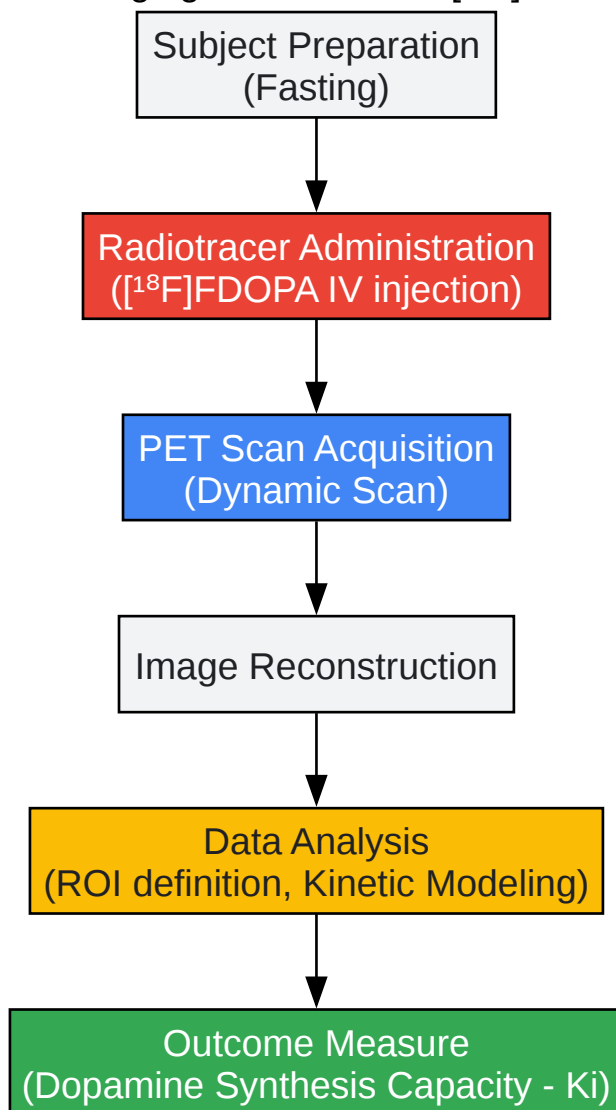 Subject Preparation
(Fasting)
Radiotracer Administration
([¹⁸F]FDOPA IV injection)
PET Scan Acquisition
(Dynamic Scan)
Image Reconstruction
Data Analysis
(ROI definition, Kinetic Modeling)
Outcome Measure
(Dopamine Synthesis Capacity - Ki)